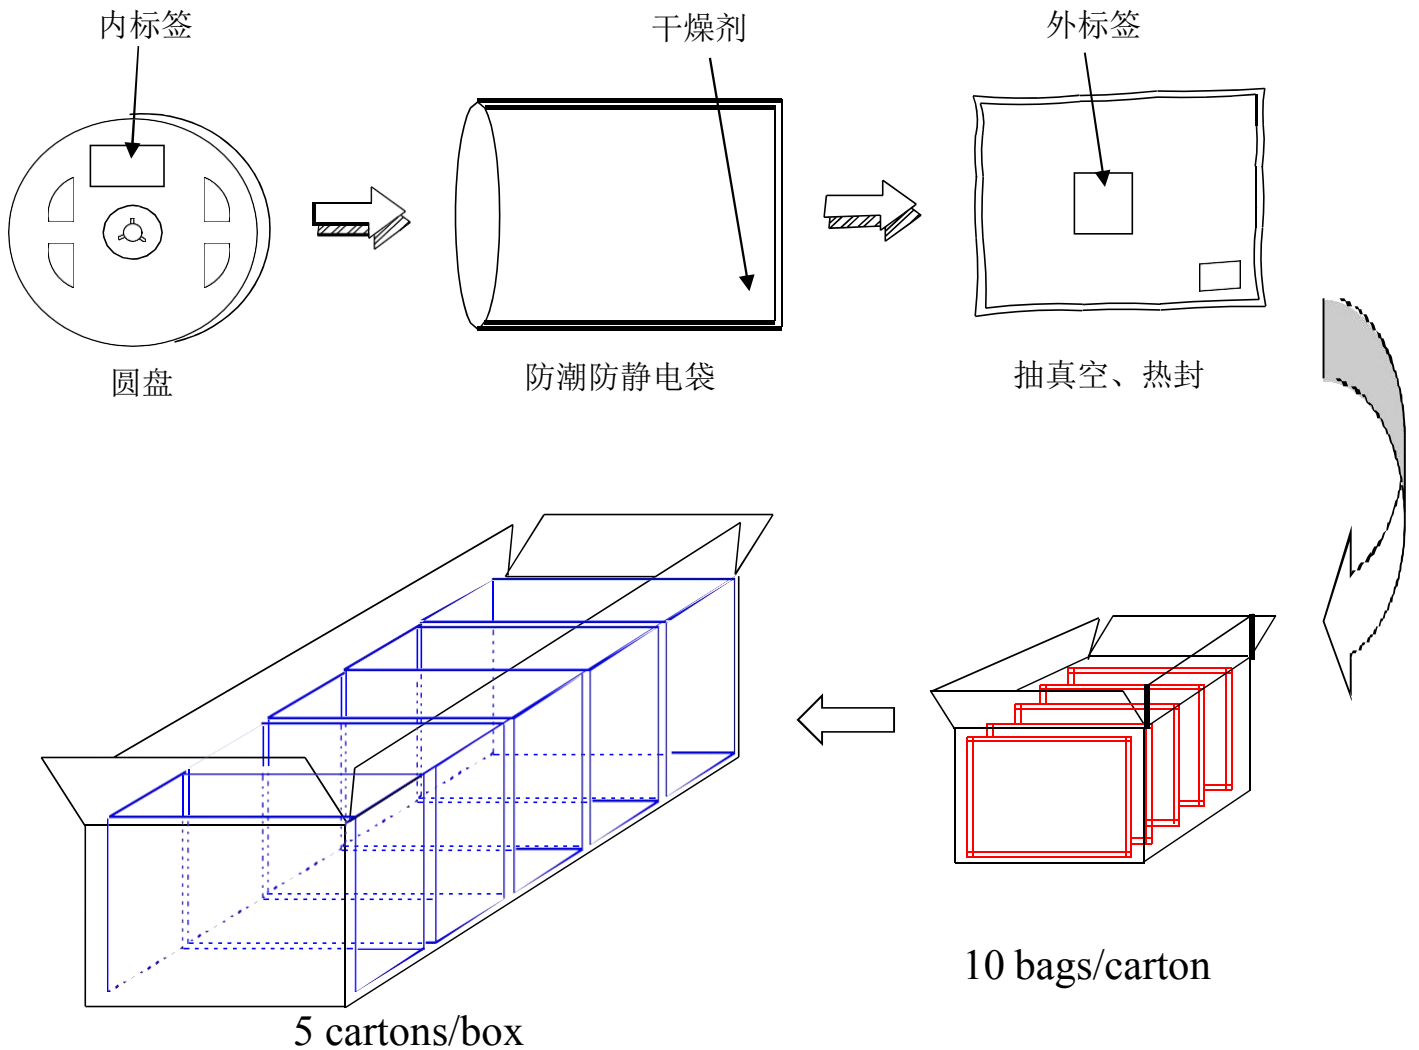 内标签
干燥剂
外标签
圆盘
防潮防静电袋
抽真空、热封
10 bags/carton
5 cartons/box